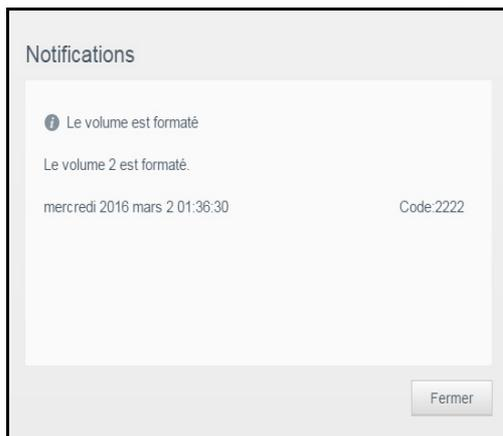 Notifications
Le volume est formaté
Le volume 2 est formaté.
mercredi 2016 mars 2 01:36:30 Code:2222
Fermer